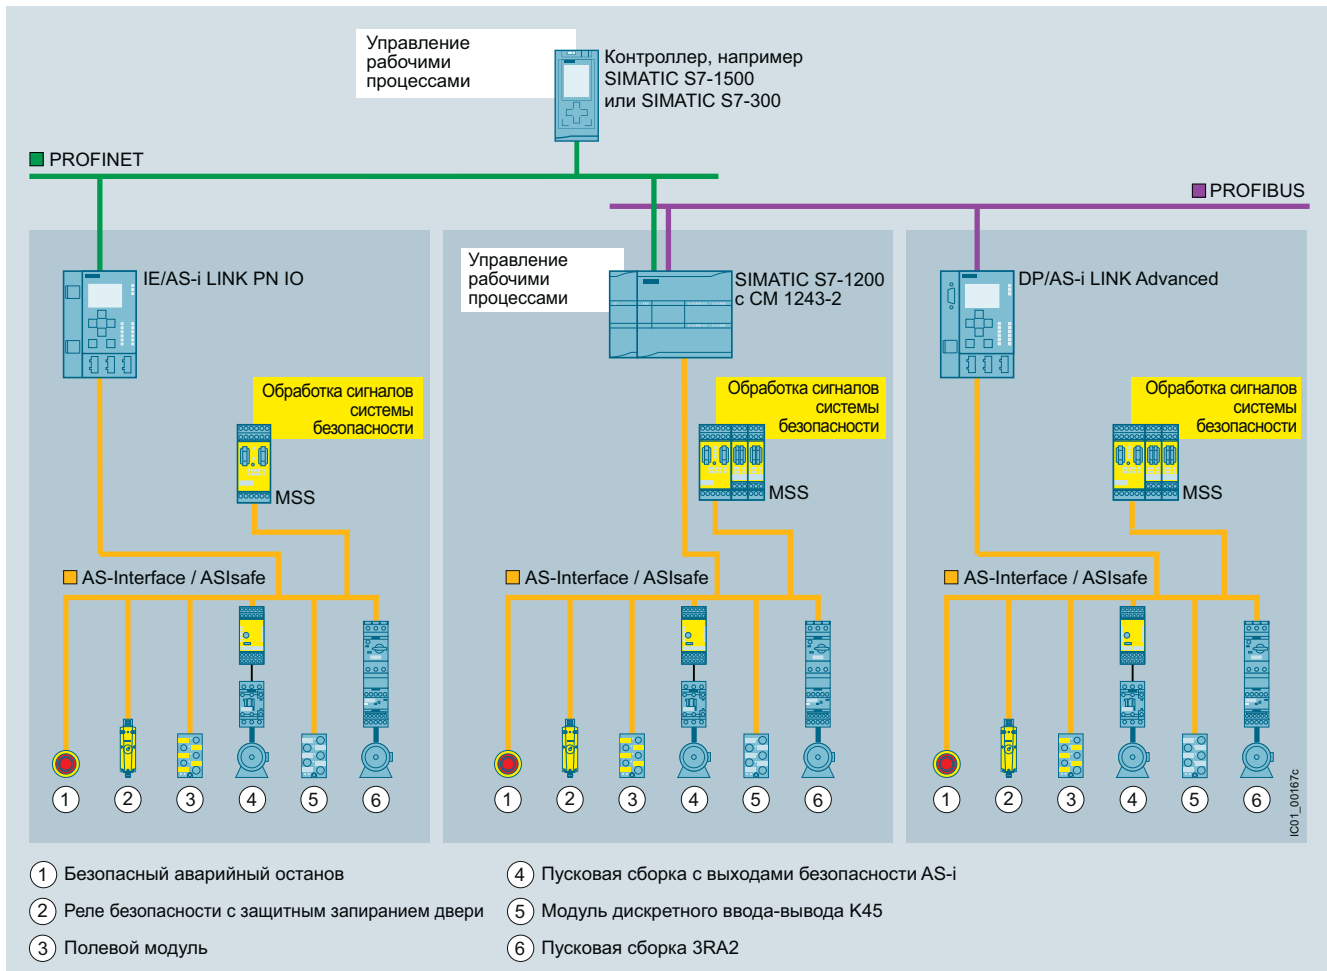 Управление
рабочими
процессами
Контроллер, например
SIMATIC S7-1500
или SIMATIC S7-300
PROFINET
PROFIBUS
IE/AS-i LINK PN IO
Управление
рабочими
процессами
SIMATIC S7-1200
с CM 1243-2
DP/AS-i LINK Advanced
Обработка сигналов
системы
безопасности
MSS
Обработка сигналов
системы
безопасности
MSS
Обработка сигналов
системы
безопасности
MSS
AS-Interface / ASIsafe
AS-Interface / ASIsafe
AS-Interface / ASIsafe
1 2 3 4 5 6
1 2 3 4 5 6
1 2 3 4 5 6
IC01_00167c
1 Безопасный аварийный останов
2 Реле безопасности с защитным запиранием двери
3 Полевой модуль
4 Пусковая сборка с выходами безопасности AS-i
5 Модуль дискретного ввода-вывода K45
6 Пусковая сборка 3RA2